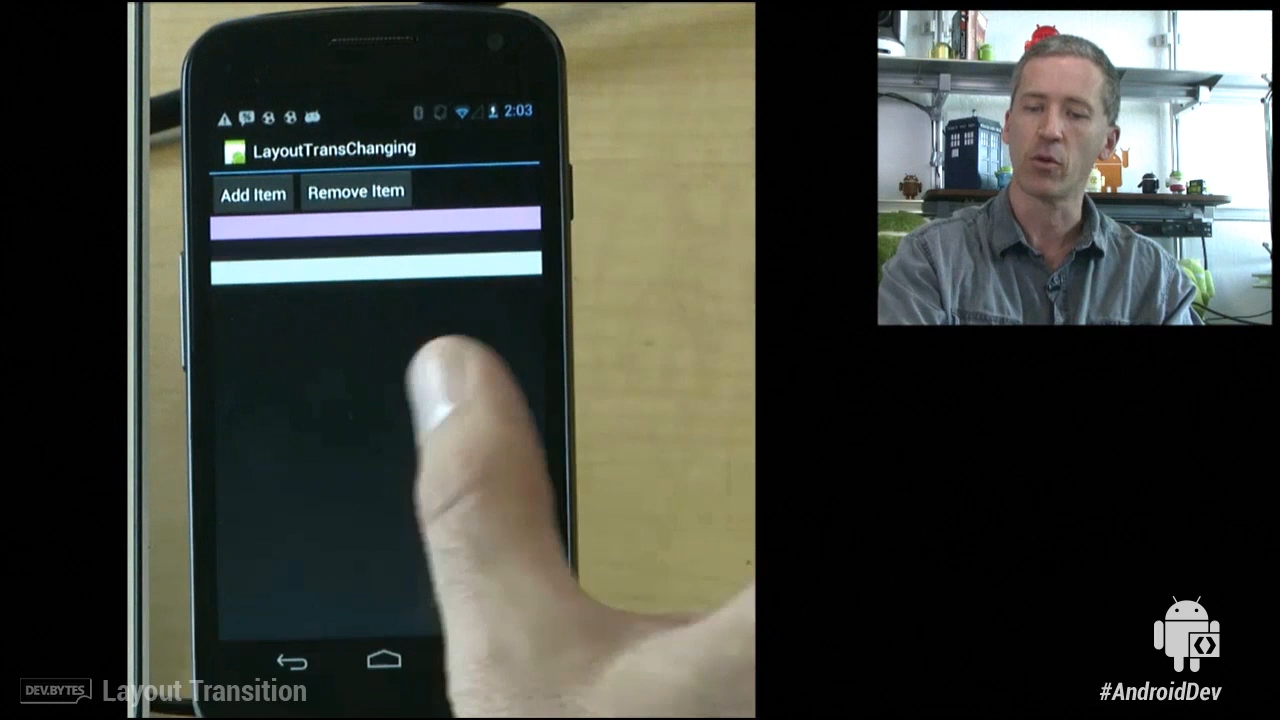 2:03
LayoutTransChanging
Add Item
Remove Item
DEV.BYTES
Layout Transition
#AndroidDev